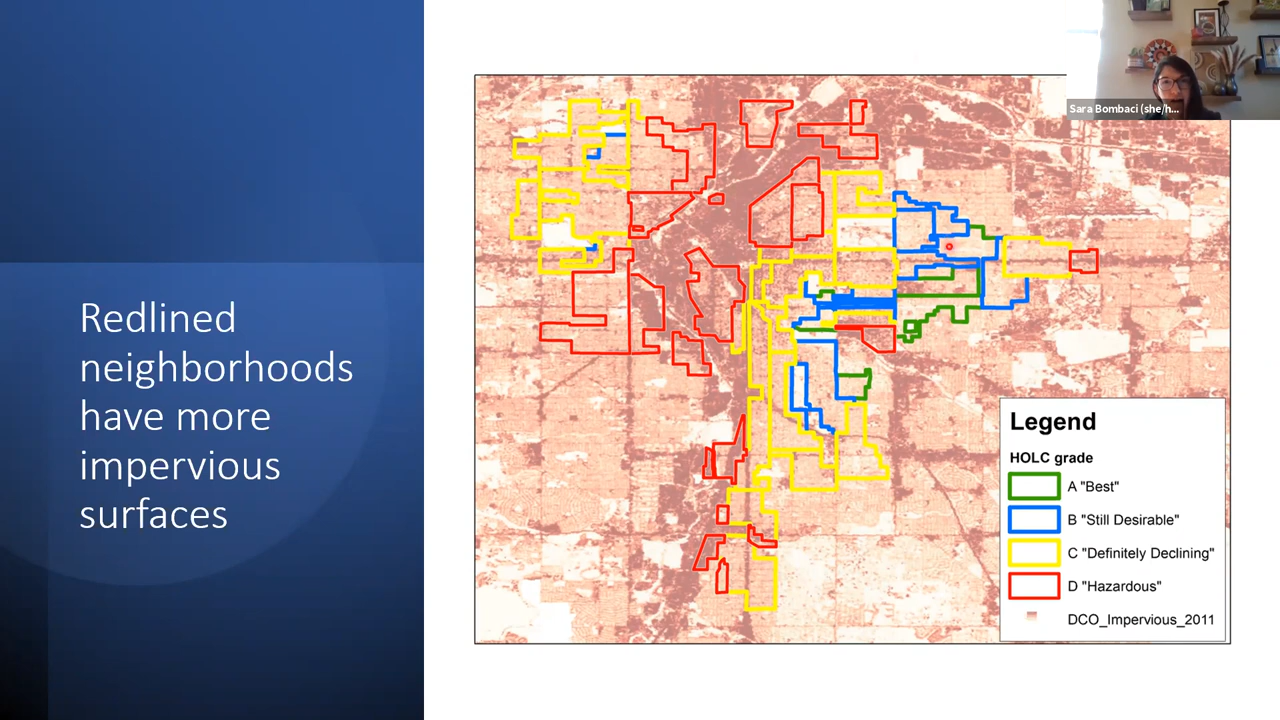 Redlined
neighborhoods
have more
impervious
surfaces
Sara Bombaci (she/h...
Legend
HOLC grade
A "Best"
B "Still Desirable"
C "Definitely Declining"
D "Hazardous"
DCO_Impervious_2011